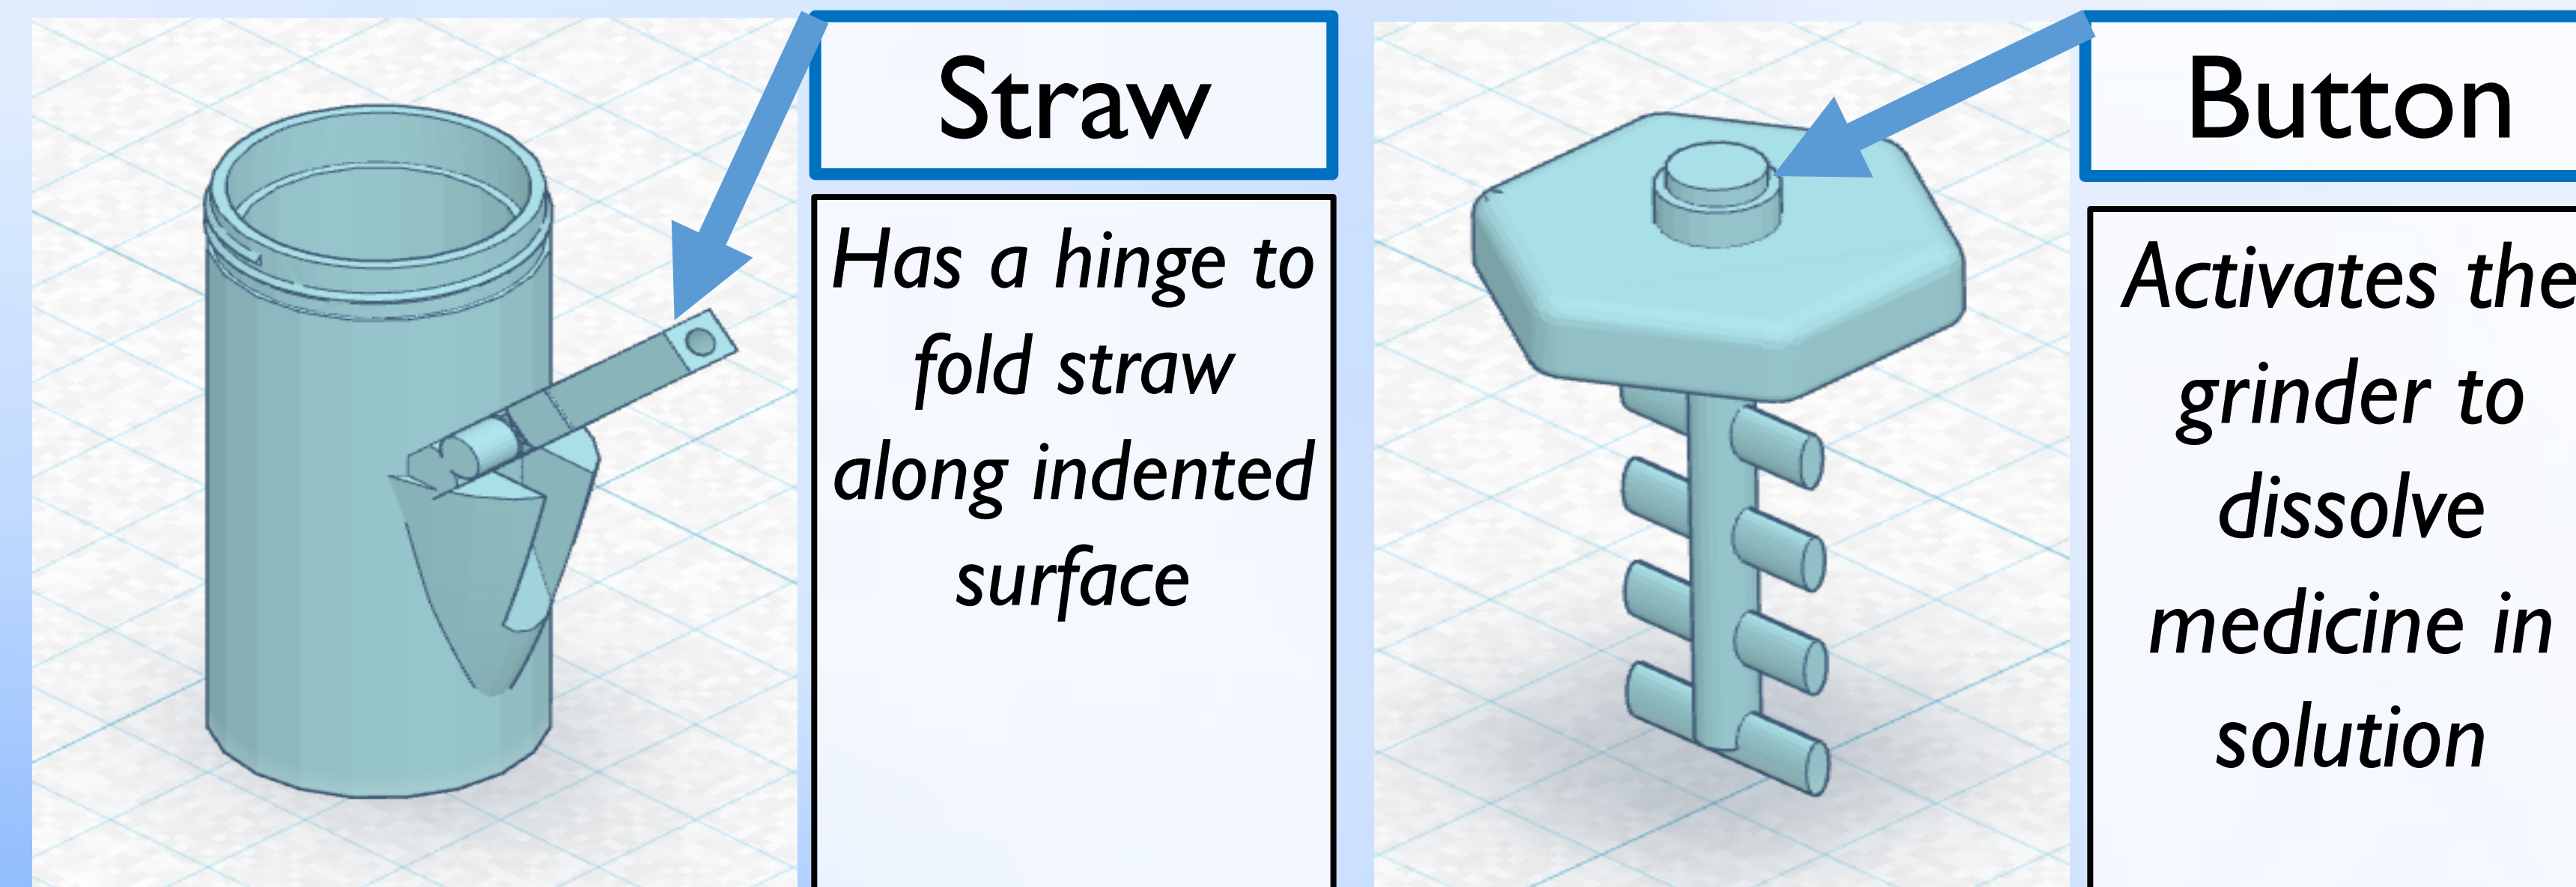 Straw
Has a hinge to
fold straw
along indented
surface
Button
Activates the
grinder to
dissolve
medicine in
solution